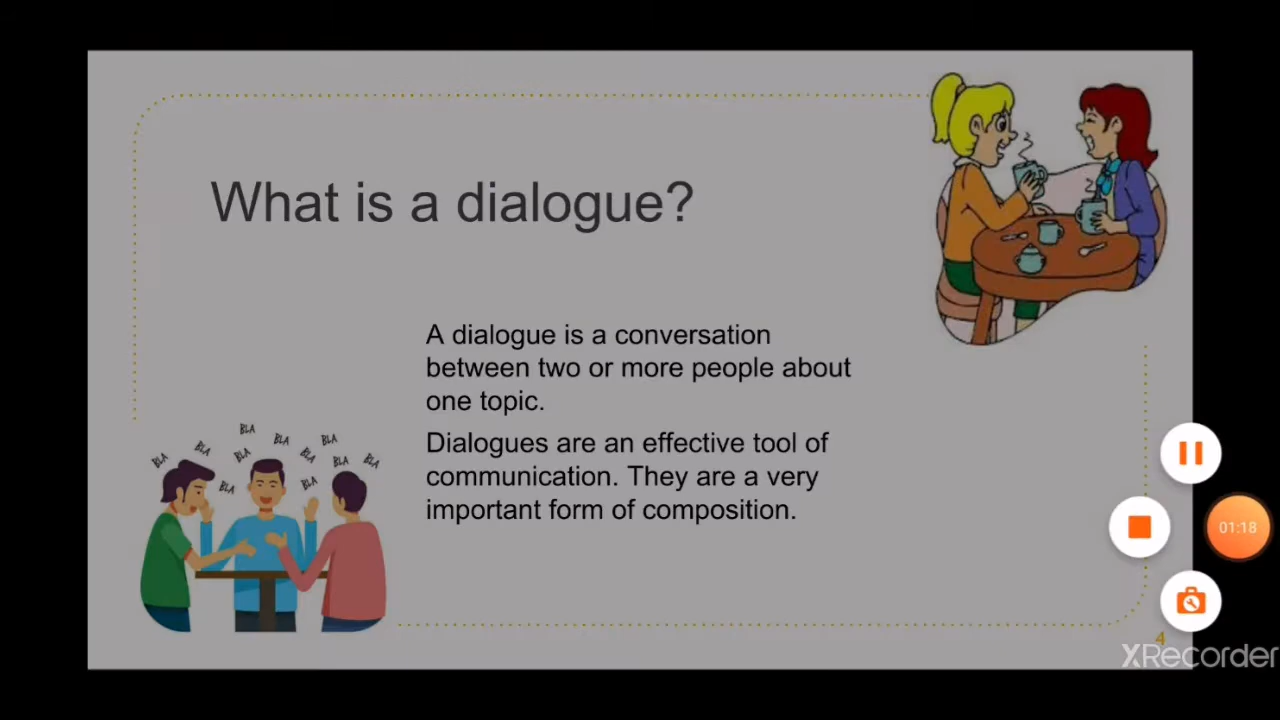 What is a dialogue?
A dialogue is a conversation
between two or more people about
one topic.
Dialogues are an effective tool of
communication. They are a very
important form of composition.
BLA
BLA
BLA
BLA
BLA
BLA
BLA
BLA
BLA
BLA
BLA
01:18
4
XRecorder